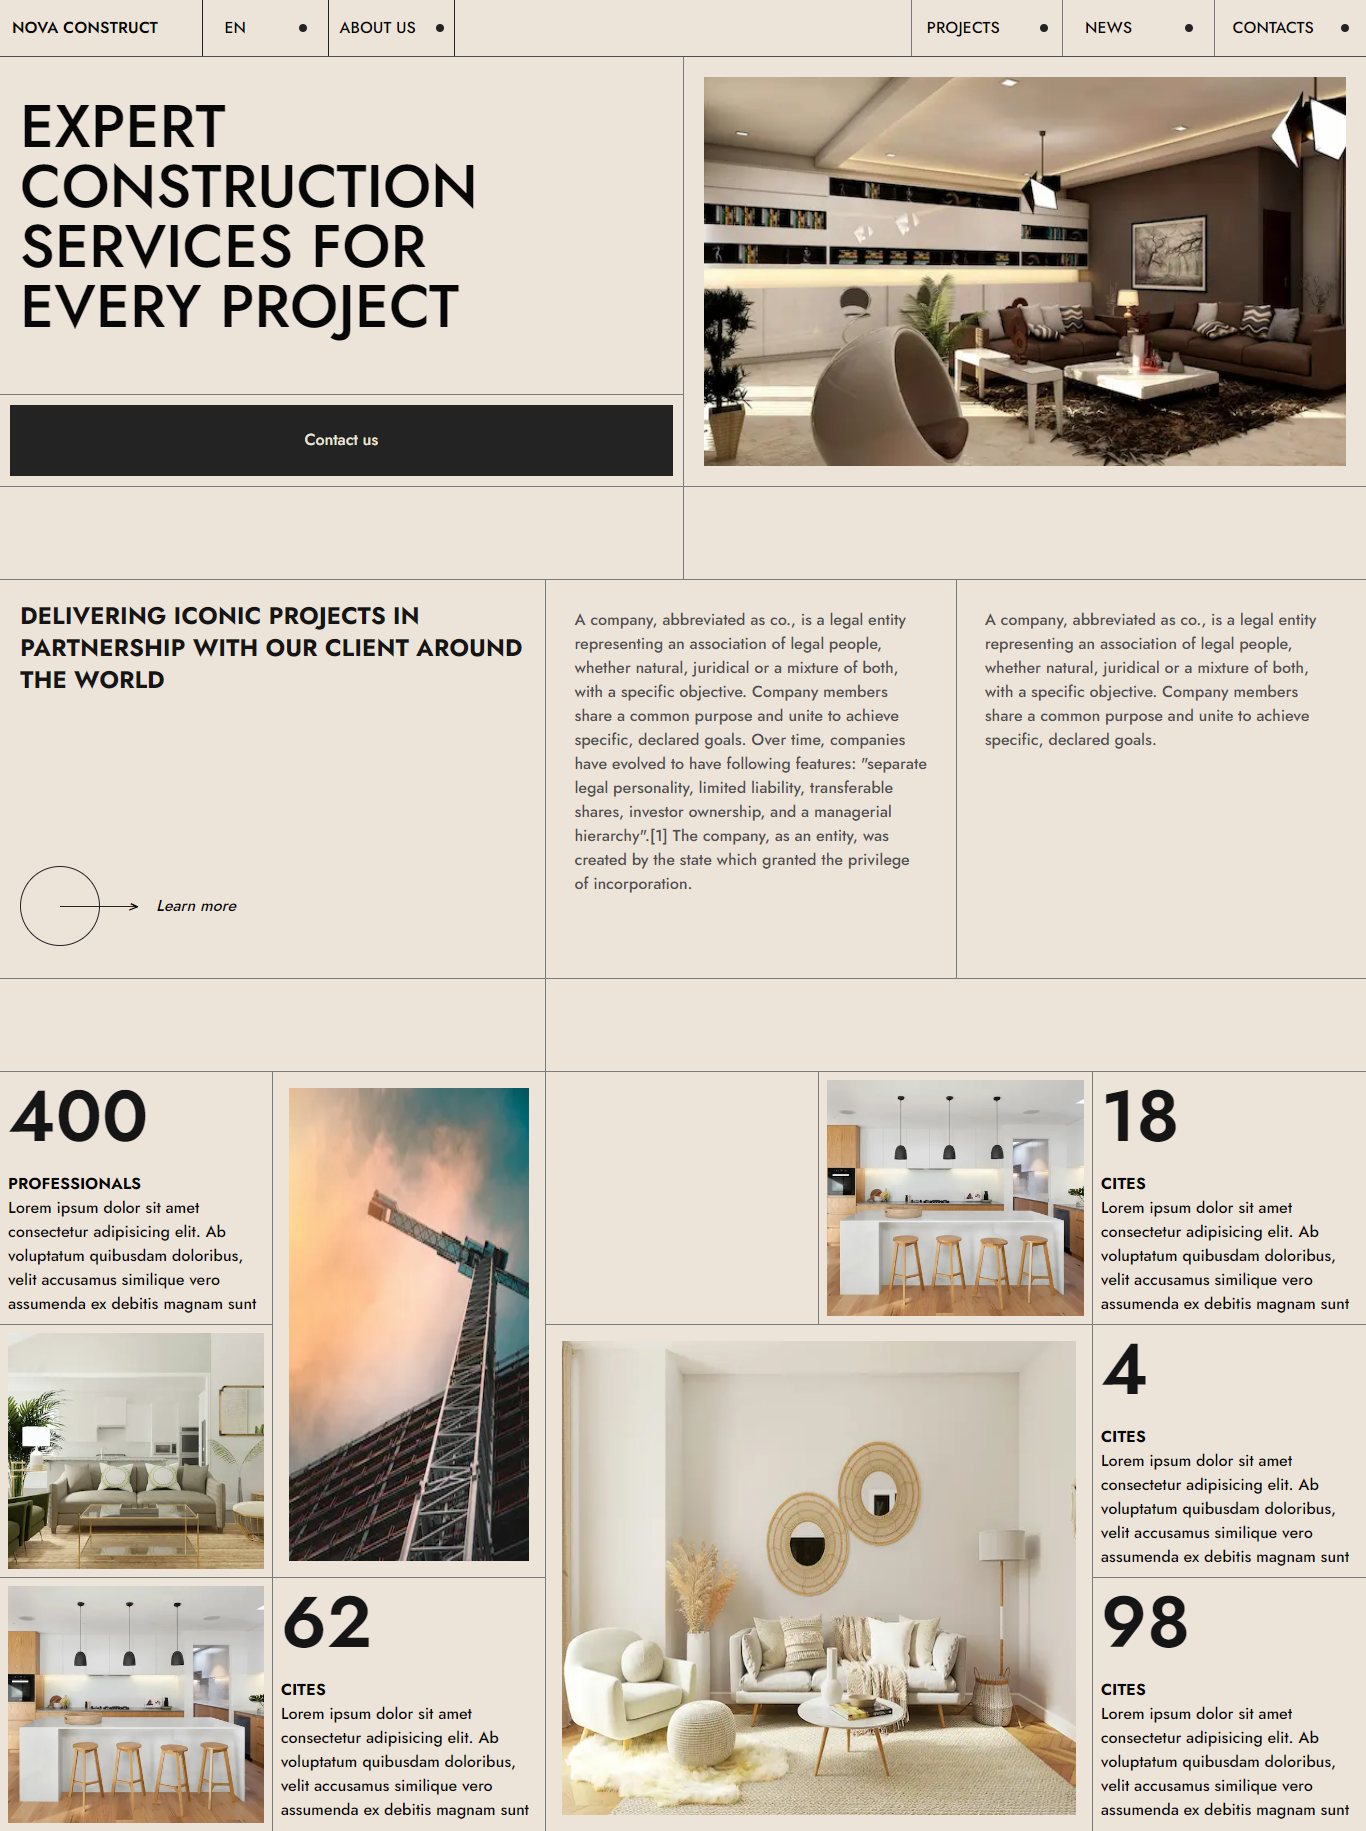 NOVA CONSTRUCT
EN
ABOUT US
PROJECTS
NEWS
CONTACTS
EXPERT
CONSTRUCTION
SERVICES FOR
EVERY PROJECT
Contact us
DELIVERING ICONIC PROJECTS IN
PARTNERSHIP WITH OUR CLIENT AROUND
THE WORLD
Learn more
A company, abbreviated as co., is a legal entity
representing an association of legal people,
whether natural, juridical or a mixture of both,
with a specific objective. Company members
share a common purpose and unite to achieve
specific, declared goals. Over time, companies
have evolved to have following features: "separate
legal personality, limited liability, transferable
shares, investor ownership, and a managerial
hierarchy".[1] The company, as an entity, was
created by the state which granted the privilege
of incorporation.
A company, abbreviated as co., is a legal entity
representing an association of legal people,
whether natural, juridical or a mixture of both,
with a specific objective. Company members
share a common purpose and unite to achieve
specific, declared goals.
400
PROFESSIONALS
Lorem ipsum dolor sit amet
consectetur adipisicing elit. Ab
voluptatum quibusdam doloribus,
velit accusamus similique vero
assumenda ex debitis magnam sunt
18
CITES
Lorem ipsum dolor sit amet
consectetur adipisicing elit. Ab
voluptatum quibusdam doloribus,
velit accusamus similique vero
assumenda ex debitis magnam sunt
4
CITES
Lorem ipsum dolor sit amet
consectetur adipisicing elit. Ab
voluptatum quibusdam doloribus,
velit accusamus similique vero
assumenda ex debitis magnam sunt
62
CITES
Lorem ipsum dolor sit amet
consectetur adipisicing elit. Ab
voluptatum quibusdam doloribus,
velit accusamus similique vero
assumenda ex debitis magnam sunt
98
CITES
Lorem ipsum dolor sit amet
consectetur adipisicing elit. Ab
voluptatum quibusdam doloribus,
velit accusamus similique vero
assumenda ex debitis magnam sunt